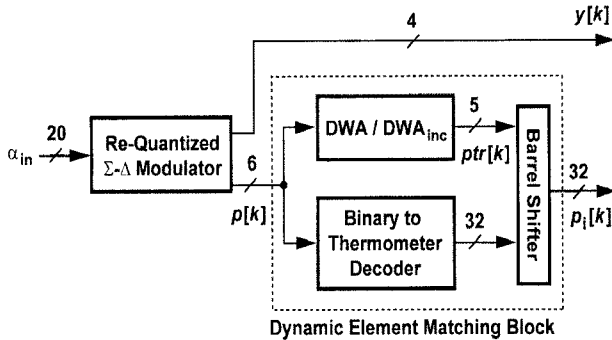 4
y[k]
20
α_in
Re-Quantized
Σ-Δ Modulator
6
p[k]
DWA / DWA_inc
5
ptr[k]
Binary to
Thermometer
Decoder
32
Barrel Shifter
32
p_i[k]
Dynamic Element Matching Block